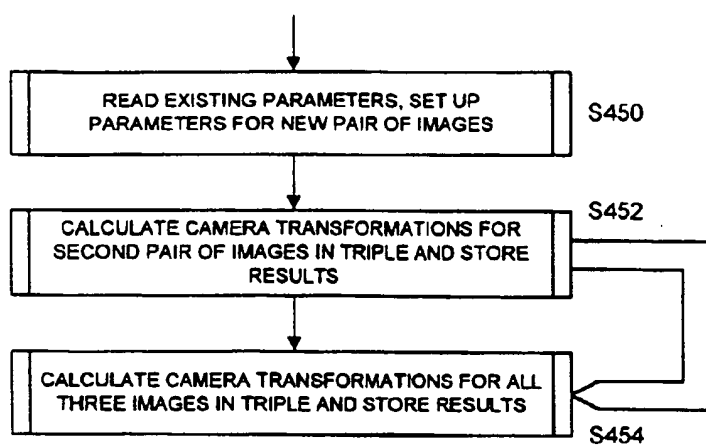 READ EXISTING PARAMETERS, SET UP
PARAMETERS FOR NEW PAIR OF IMAGES
S450
S452
CALCULATE CAMERA TRANSFORMATIONS FOR
SECOND PAIR OF IMAGES IN TRIPLE AND STORE
RESULTS
CALCULATE CAMERA TRANSFORMATIONS FOR ALL
THREE IMAGES IN TRIPLE AND STORE RESULTS
S454